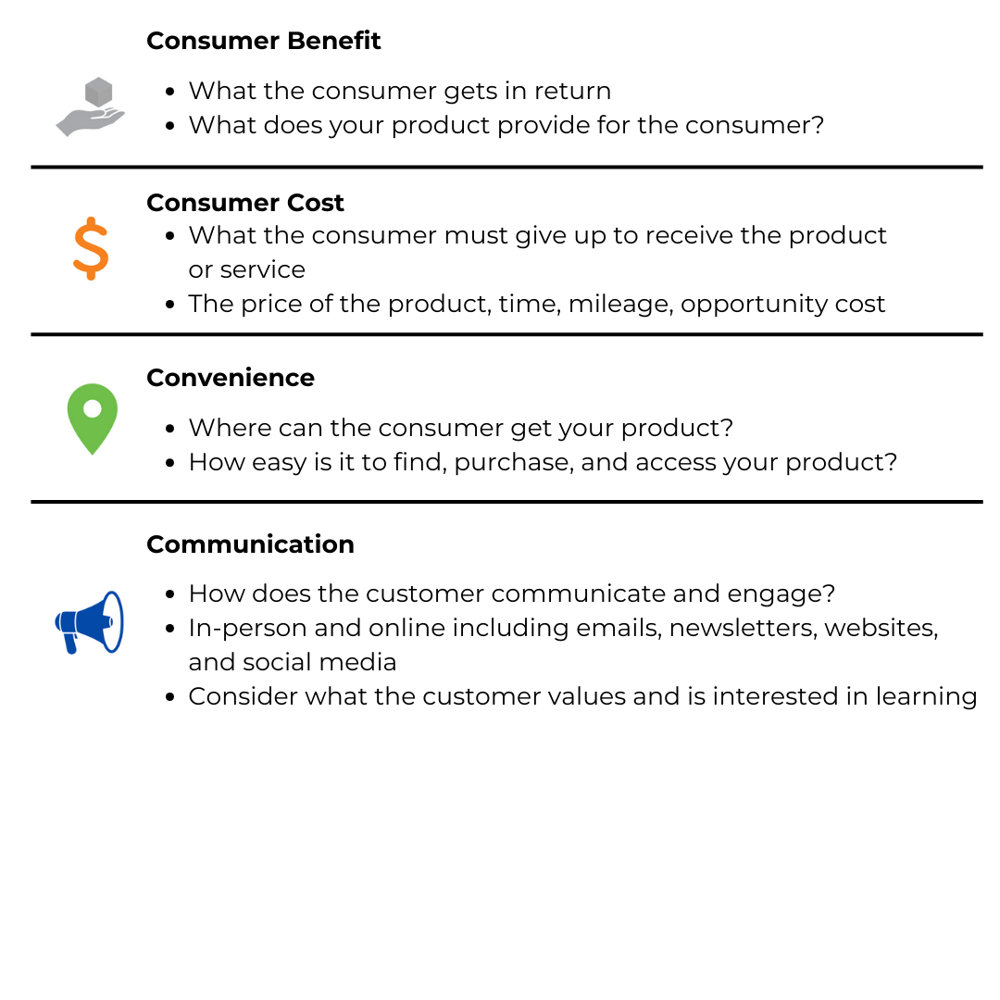 Consumer Benefit
• What the consumer gets in return
• What does your product provide for the consumer?
Consumer Cost
• What the consumer must give up to receive the product
or service
• The price of the product, time, mileage, opportunity cost
Convenience
• Where can the consumer get your product?
• How easy is it to find, purchase, and access your product?
Communication
• How does the customer communicate and engage?
• In-person and online including emails, newsletters, websites,
and social media
• Consider what the customer values and is interested in learning